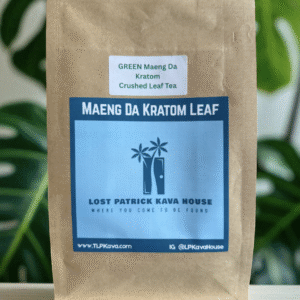 GREEN Maeng Da
Kratom
Crushed Leaf Tea
MAENG DA KRATOM LEAF
LOST PATRICK KAVA HOUSE
WHERE YOU COME TO BE FOUND
www.TLPKava.com IG @LPKavaHouse